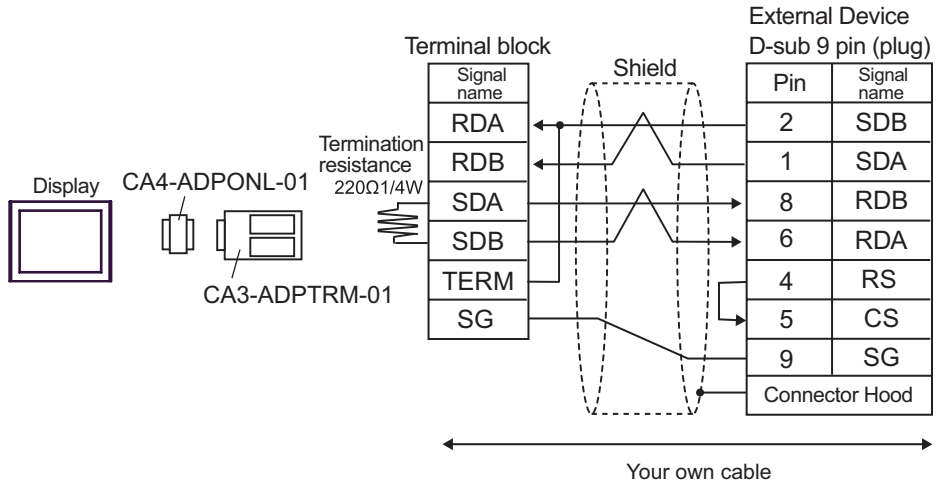 External Device
Terminal block
D-sub 9 pin (plug)
Signal name
Shield
Pin
Signal name
RDA
2
SDB
Termination resistance
220Ω1/4W
RDB
1
SDA
Display
CA4-ADPONL-01
SDA
8
RDB
SDB
6
RDA
CA3-ADPTRM-01
TERM
4
RS
SG
5
CS
9
SG
Connector Hood
Your own cable